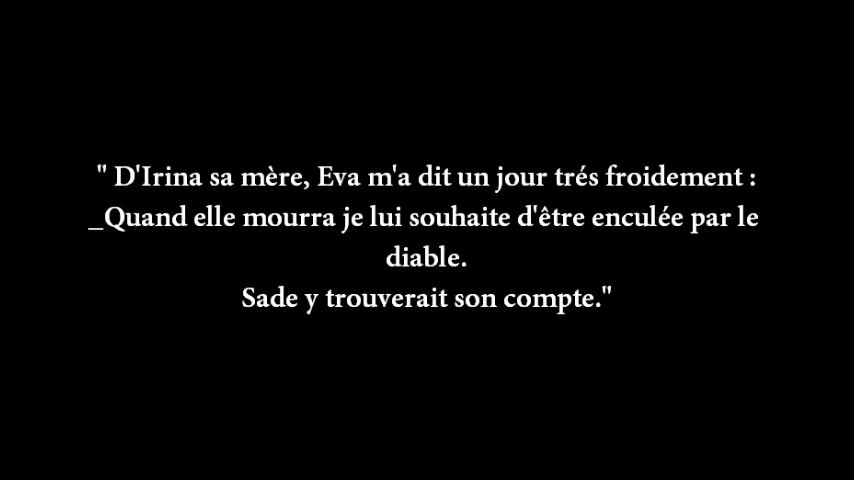 " D'Irina sa mère, Eva m'a dit un jour trés froidement :
_Quand elle mourra je lui souhaite d'être enculée par le
diable.
Sade y trouverait son compte."